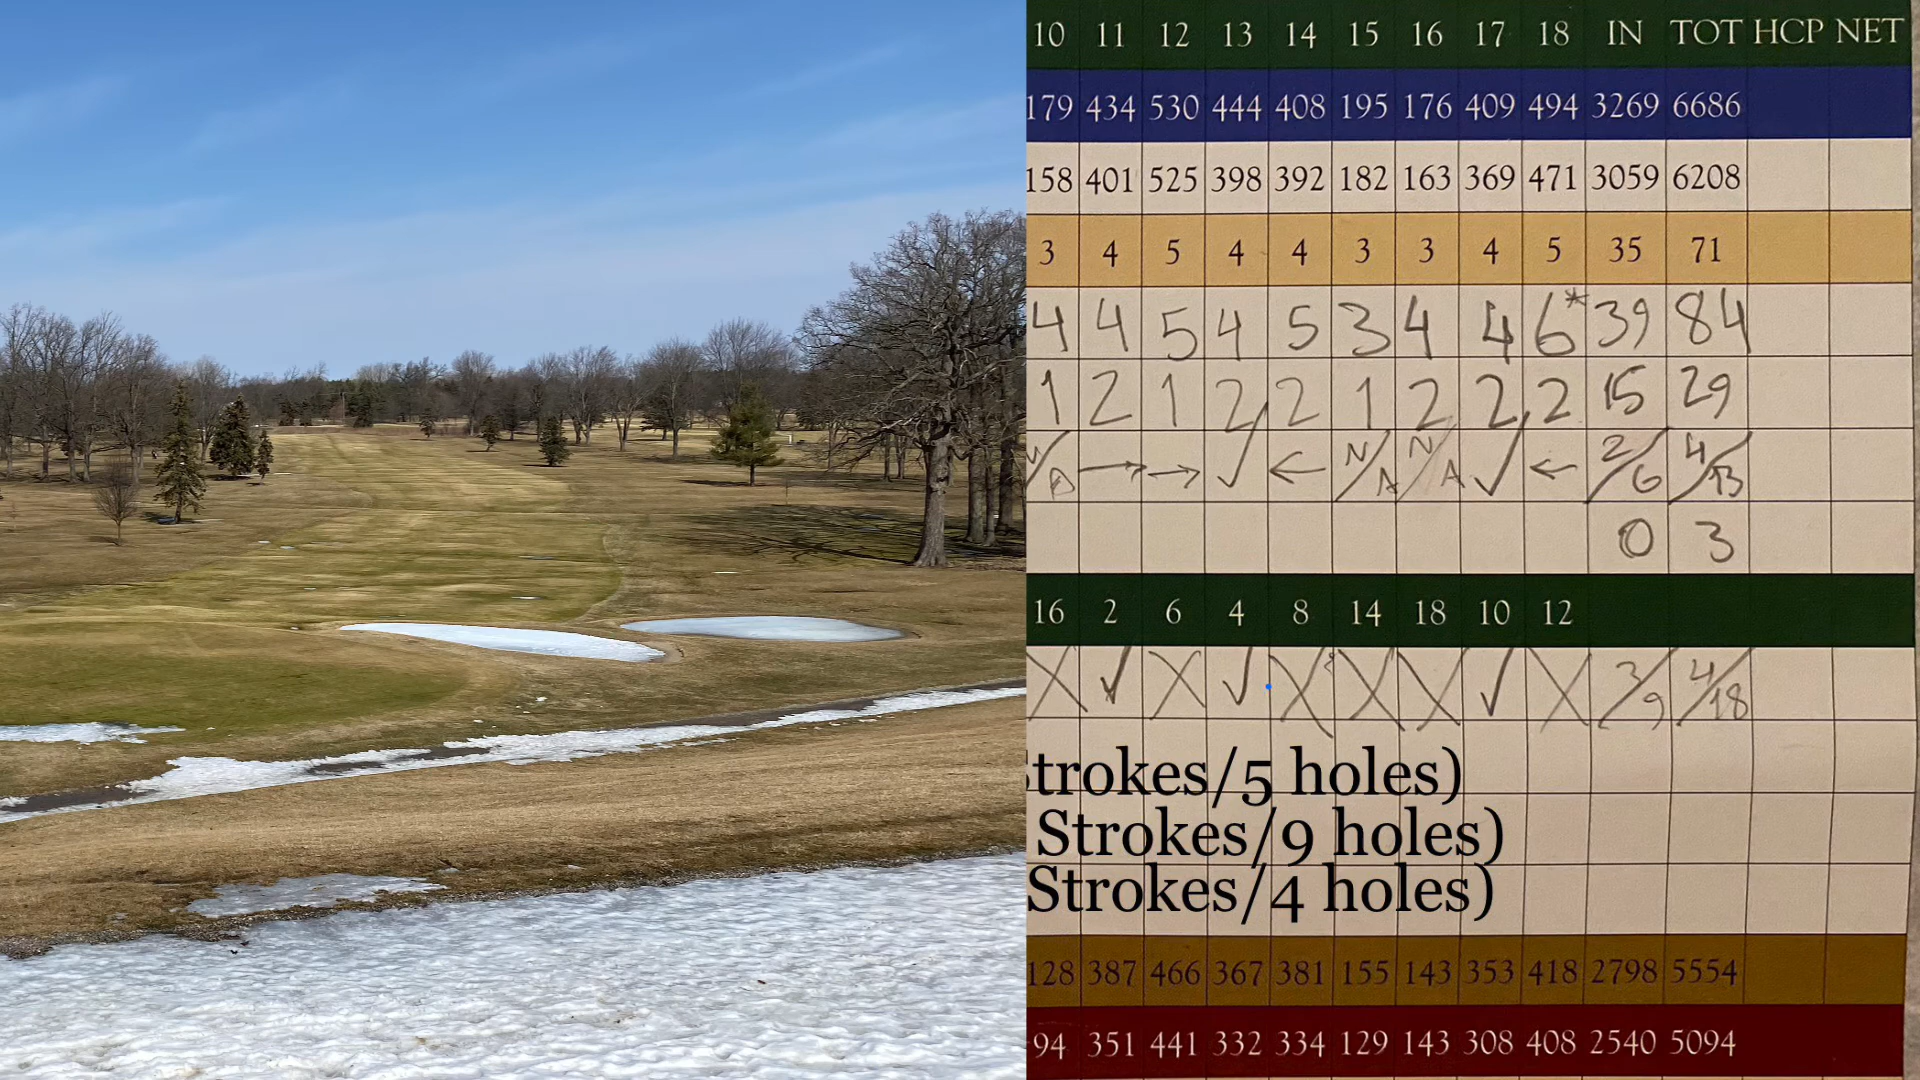 10 11 12 13 14 15 16 17 18 IN TOT HCP NET
179 434 530 444 408 195 176 409 494 3269 6686
158 401 525 398 392 182 163 369 471 3059 6208
3 4 5 4 4 3 3 4 5 35 71
4 4 5 4 5 3 4 4 6* 39 84
1 2 1 2 2 1 2 2 2 15 29
N/A → → ✓ ← N/A N/A ✓ ← 2/6 4/13
0 3
16 2 6 4 8 14 18 10 12
X ✓ X ✓ X X X ✓ X 3/9 4/18
trokes/5 holes)
Strokes/9 holes)
Strokes/4 holes)
128 387 466 367 381 155 143 353 418 2798 5554
94 351 441 332 334 129 143 308 408 2540 5094